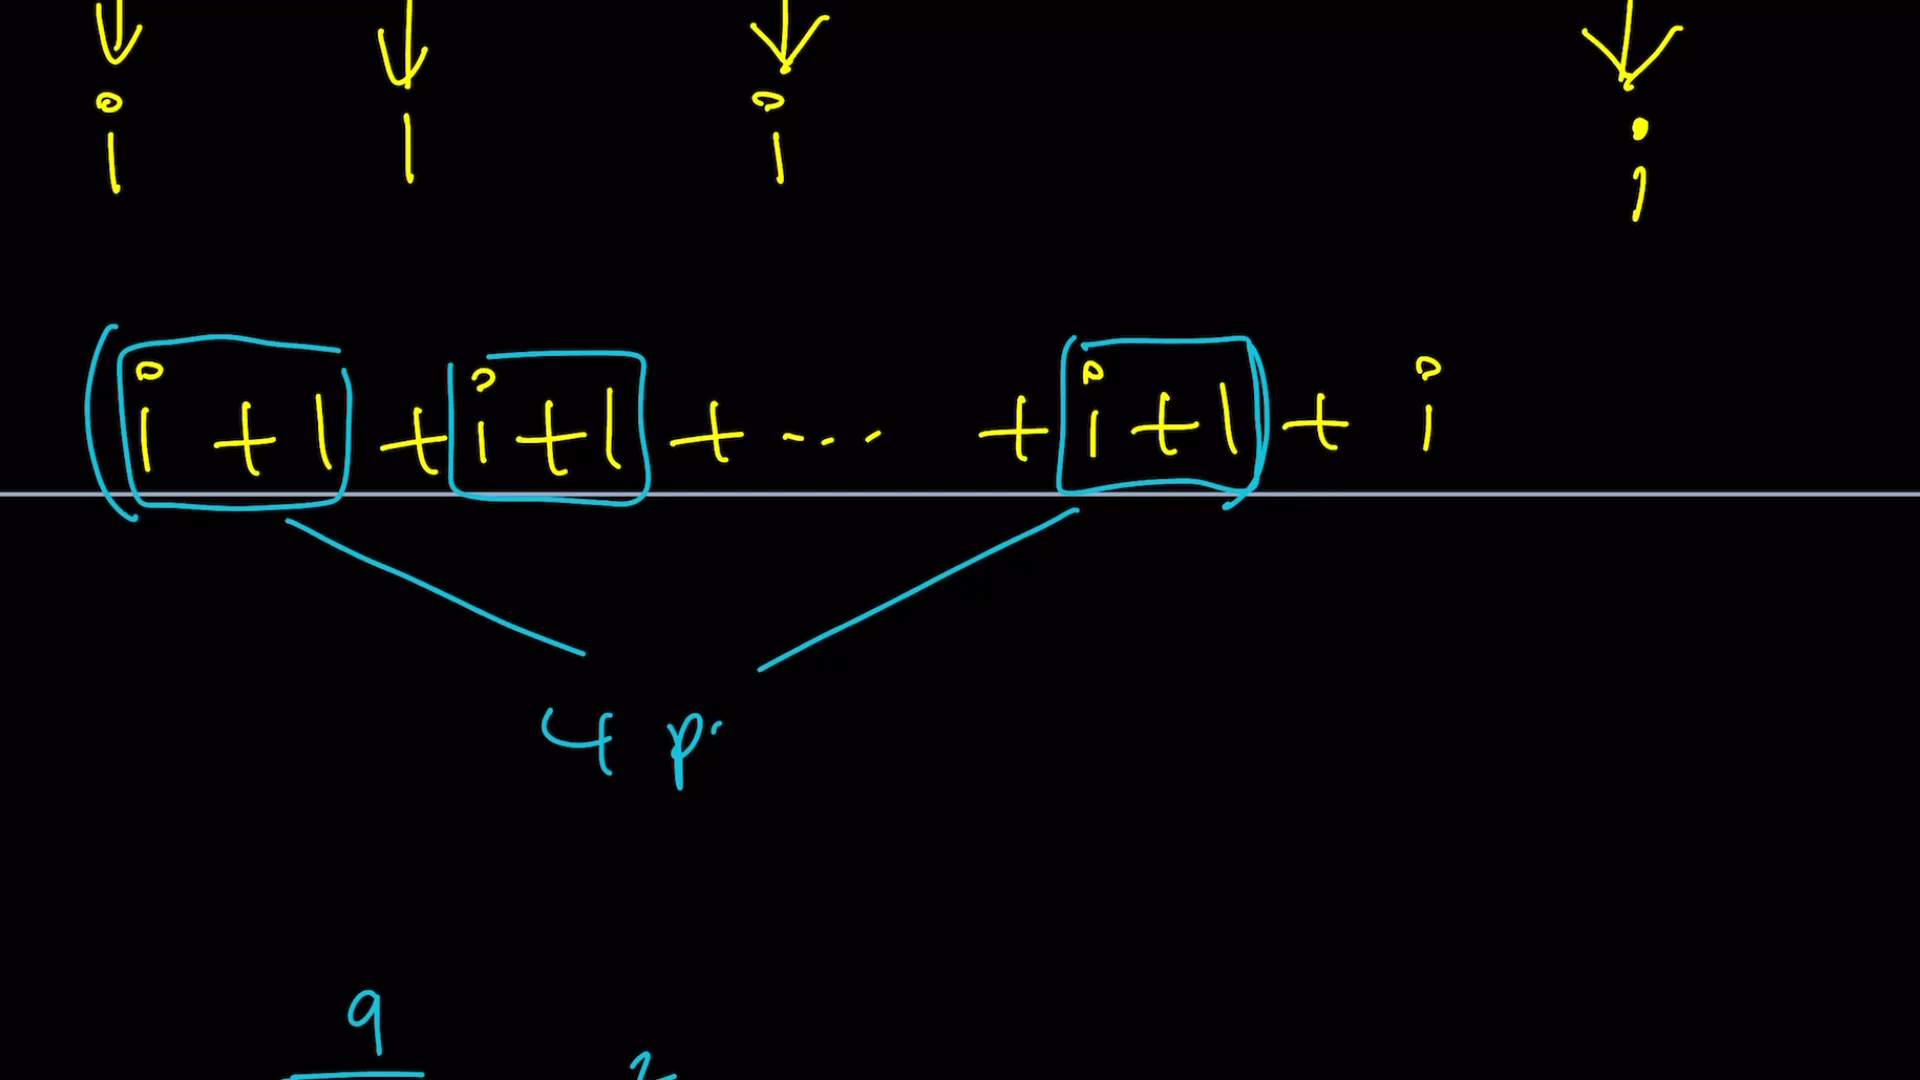 i 1 i i
i + 1 + i + 1 + ... + i + 1 + i
4 p
9